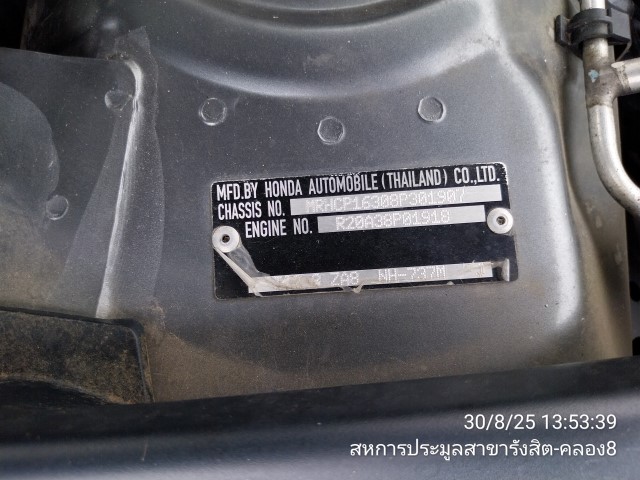 MFD.BY HONDA AUTOMOBILE (THAILAND) CO.,LTD.
CHASSIS NO. MRHCP16308P301907
ENGINE NO. R20A38P01918
ZA8 NH-737M
30/8/25 13:53:39
สหการประมูลสาขารังสิต-คลอง8